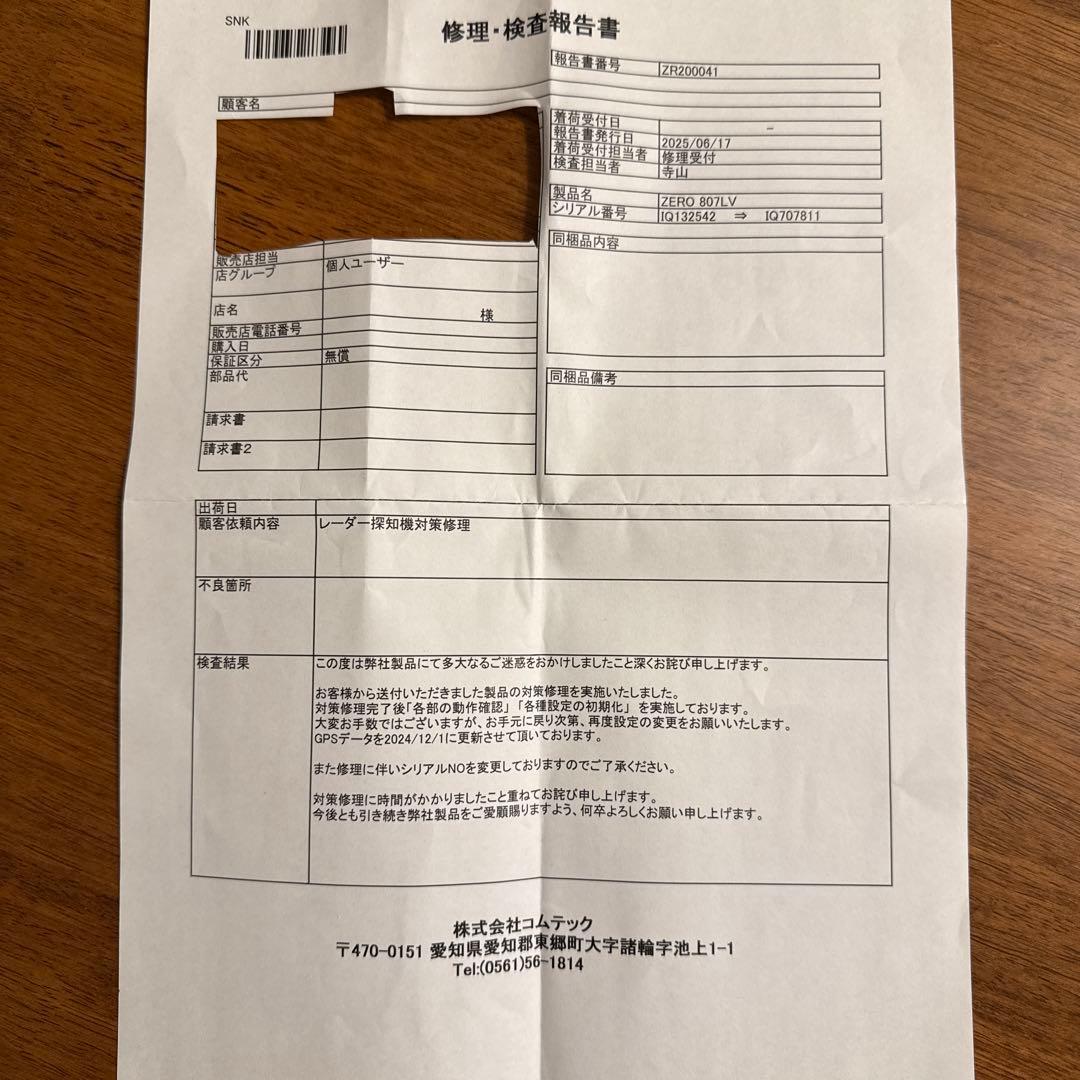 SNK
修理・検査報告書
報告書番号 ZR200041
顧客名
着荷受付日 －
報告書発行日 2025/06/17
着荷受付担当者 修理受付
検査担当者 寺山
製品名 ZERO 807LV
シリアル番号 IQ132542 ⇒ IQ707811
同梱品内容
販売店担当
店グループ 個人ユーザー
店名 様
販売店電話番号
購入日
保証区分 無償
部品代
同梱品備考
請求書
請求書2
出荷日
顧客依頼内容 レーダー探知機対策修理
不良箇所
検査結果 この度は弊社製品にて多大なるご迷惑をおかけしましたこと深くお詫び申し上げます。
お客様から送付いただきました製品の対策修理を実施いたしました。
対策修理完了後「各部の動作確認」「各種設定の初期化」を実施しております。
大変お手数ではございますが、お手元に戻り次第、再度設定の変更をお願いいたします。
GPSデータを2024/12/1に更新させて頂いております。
また修理に伴いシリアルNOを変更しておりますのでご了承ください。
対策修理に時間がかかりましたこと重ねてお詫び申し上げます。
今後とも引き続き弊社製品をご愛顧賜りますよう、何卒よろしくお願い申し上げます。
株式会社コムテック
〒470-0151 愛知県愛知郡東郷町大字諸輪字池上1-1
Tel:(0561)56-1814